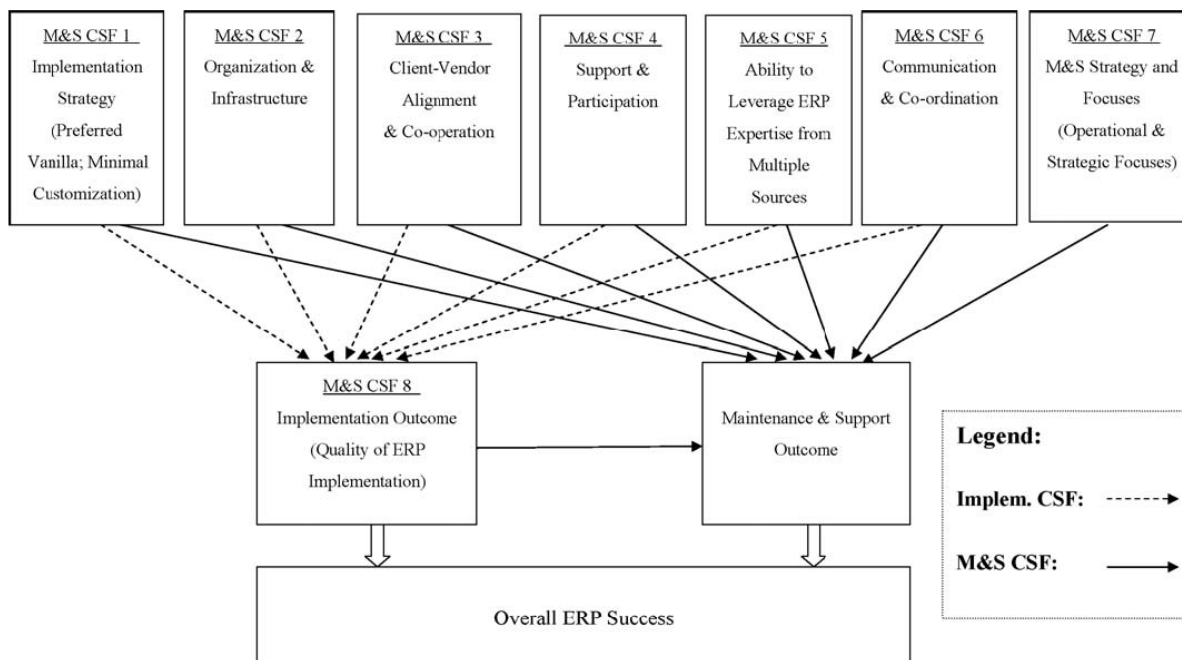 M&S CSF 1
Implementation
Strategy
(Preferred
Vanilla; Minimal
Customization)
M&S CSF 2
Organization &
Infrastructure
M&S CSF 3
Client-Vendor
Alignment
& Co-operation
M&S CSF 4
Support &
Participation
M&S CSF 5
Ability to
Leverage ERP
Expertise from
Multiple
Sources
M&S CSF 6
Communication
& Co-ordination
M&S CSF 7
M&S Strategy and
Focuses
(Operational &
Strategic Focuses)
M&S CSF 8
Implementation Outcome
(Quality of ERP
Implementation)
Maintenance & Support
Outcome
Legend:
Implem. CSF:
M&S CSF:
Overall ERP Success